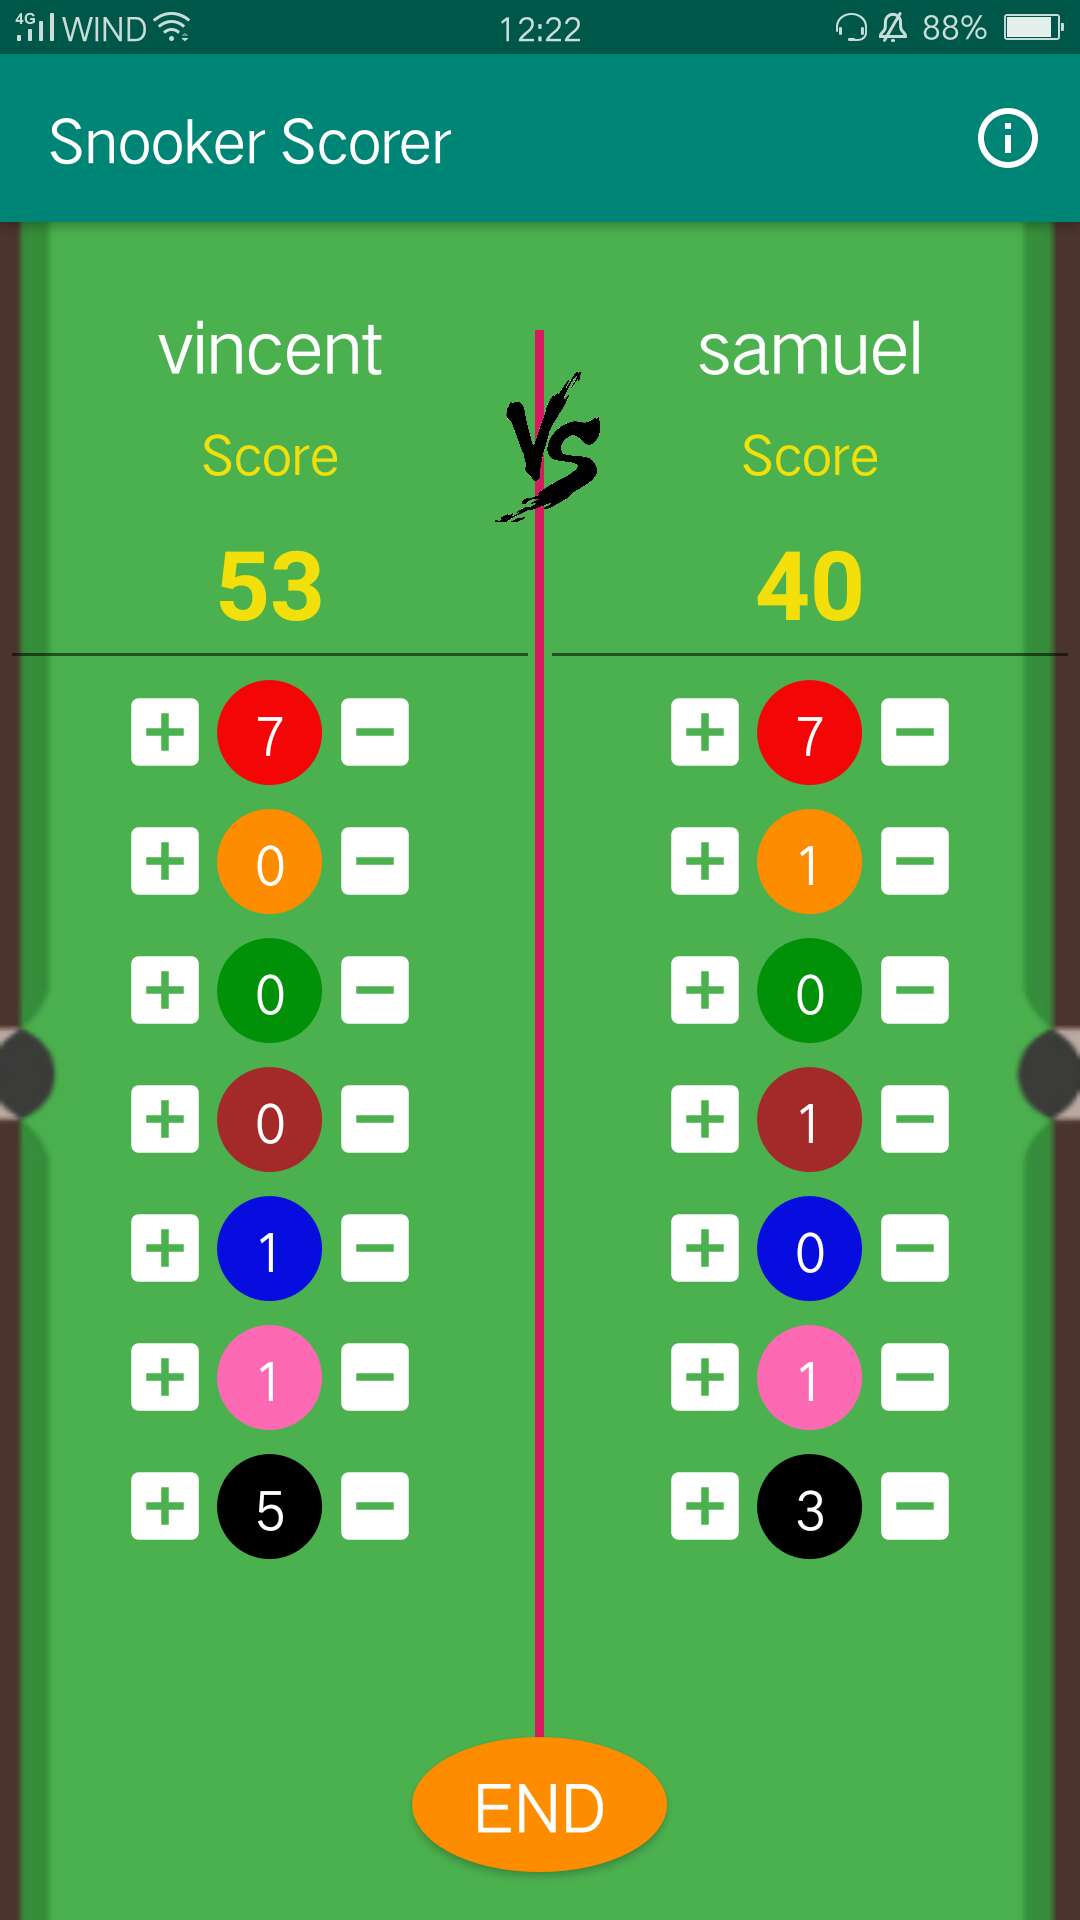 4G WIND 12:22 88%
Snooker Scorer
vincent VS samuel
Score Score
53 40
+ 7 − + 7 −
+ 0 − + 1 −
+ 0 − + 0 −
+ 0 − + 1 −
+ 1 − + 0 −
+ 1 − + 1 −
+ 5 − + 3 −
END